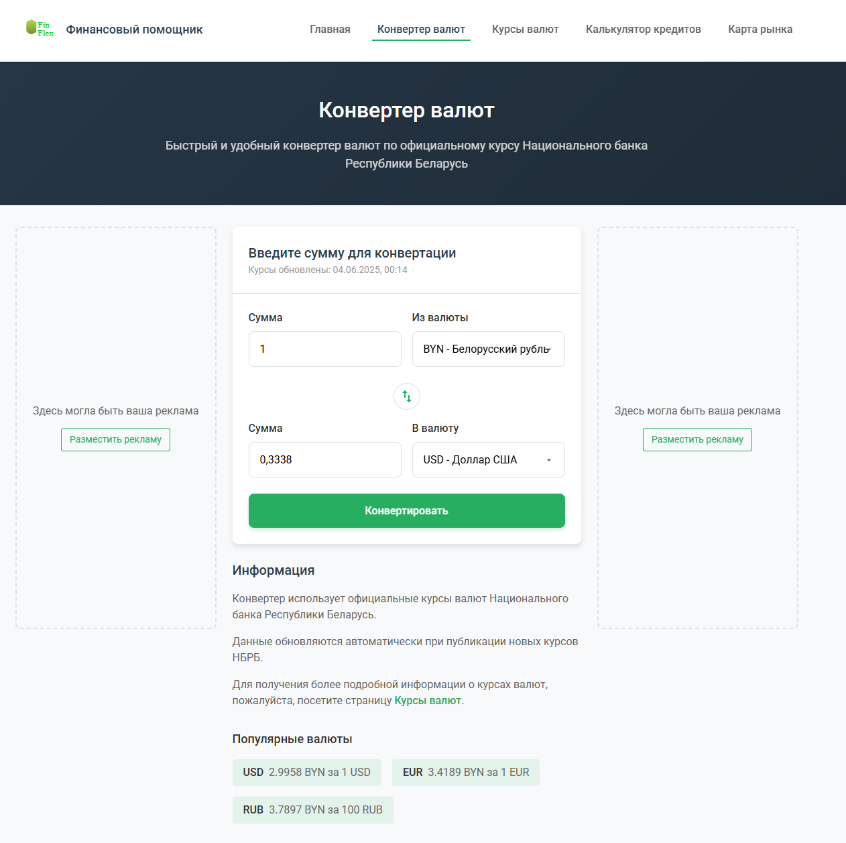 Fin
Flex
Финансовый помощник
Главная
Конвертер валют
Курсы валют
Калькулятор кредитов
Карта рынка
Конвертер валют
Быстрый и удобный конвертер валют по официальному курсу Национального банка
Республики Беларусь
Здесь могла быть ваша реклама
Разместить рекламу
Введите сумму для конвертации
Курсы обновлены: 04.06.2025, 00:14
Сумма
Из валюты
1
BYN - Белорусский рубль
Сумма
В валюту
0,3338
USD - Доллар США
Конвертировать
Здесь могла быть ваша реклама
Разместить рекламу
Информация
Конвертер использует официальные курсы валют Национального
банка Республики Беларусь.
Данные обновляются автоматически при публикации новых курсов
НБРБ.
Для получения более подробной информации о курсах валют,
пожалуйста, посетите страницу Курсы валют.
Популярные валюты
USD 2.9958 BYN за 1 USD
EUR 3.4189 BYN за 1 EUR
RUB 3.7897 BYN за 100 RUB